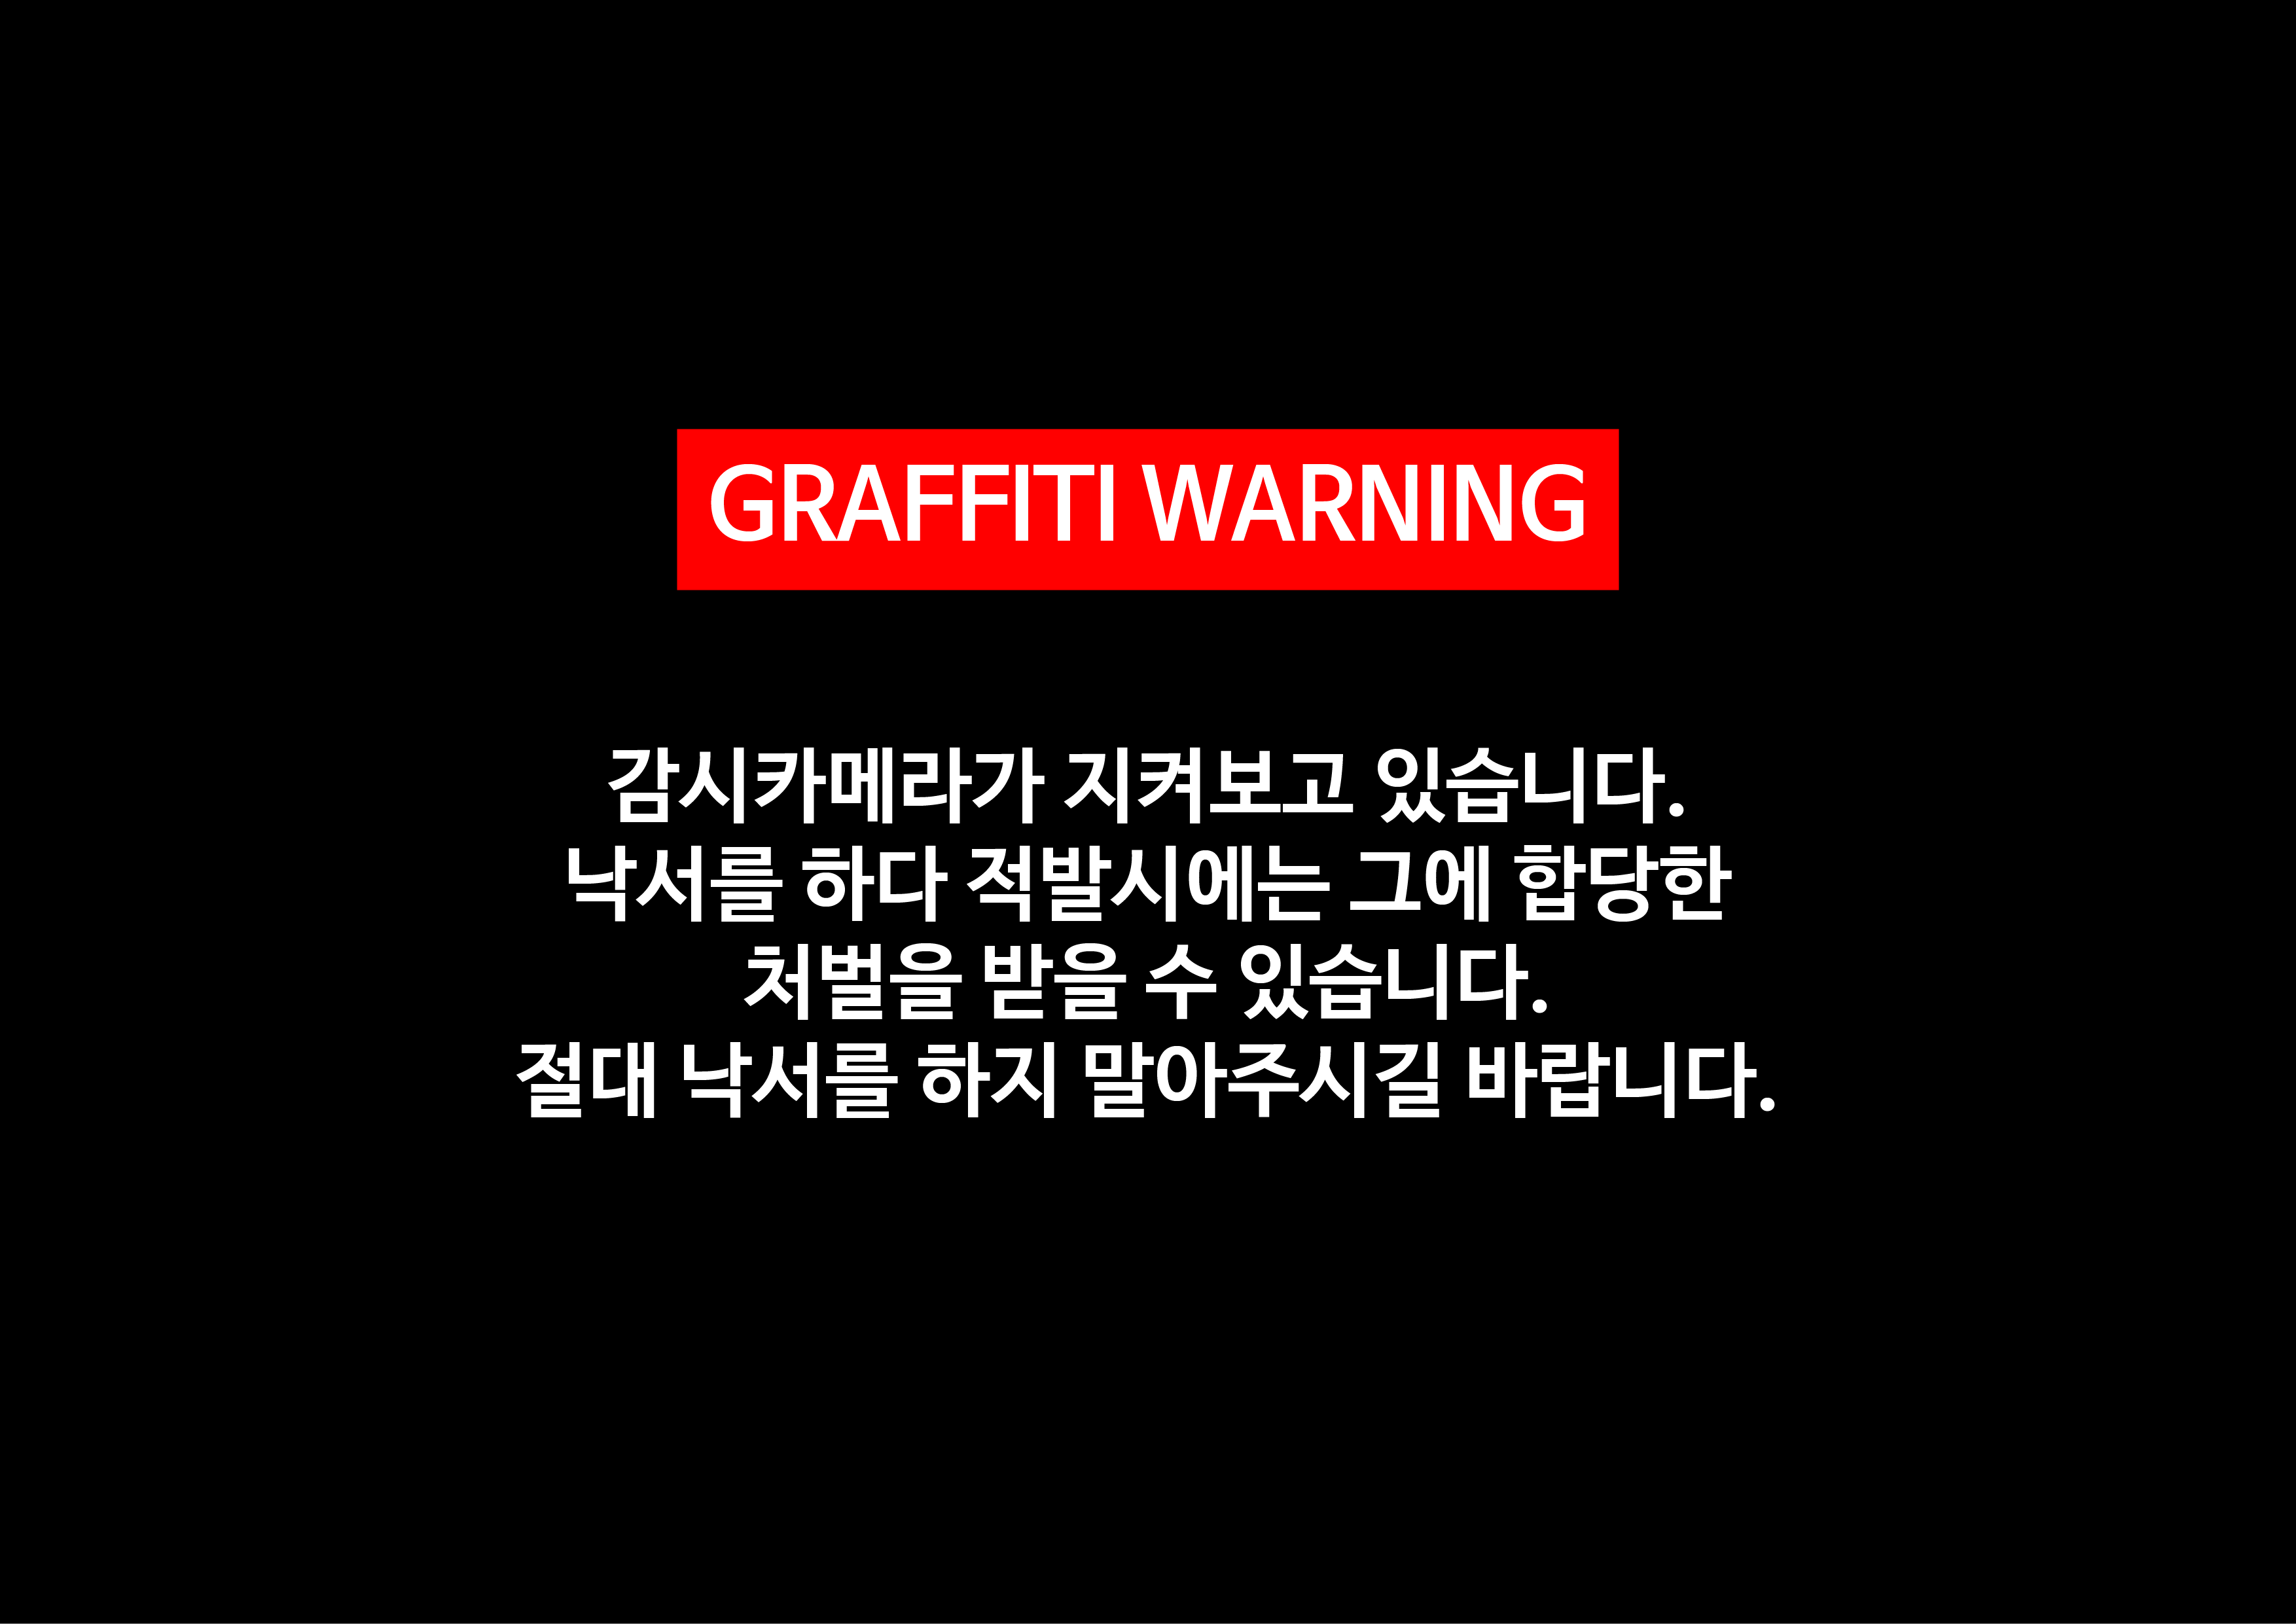 GRAFFITI WARNING
감시카메라가 지켜보고 있습니다.
낙서를 하다 적발시에는 그에 합당한
처벌을 받을 수 있습니다.
절대 낙서를 하지 말아주시길 바랍니다.